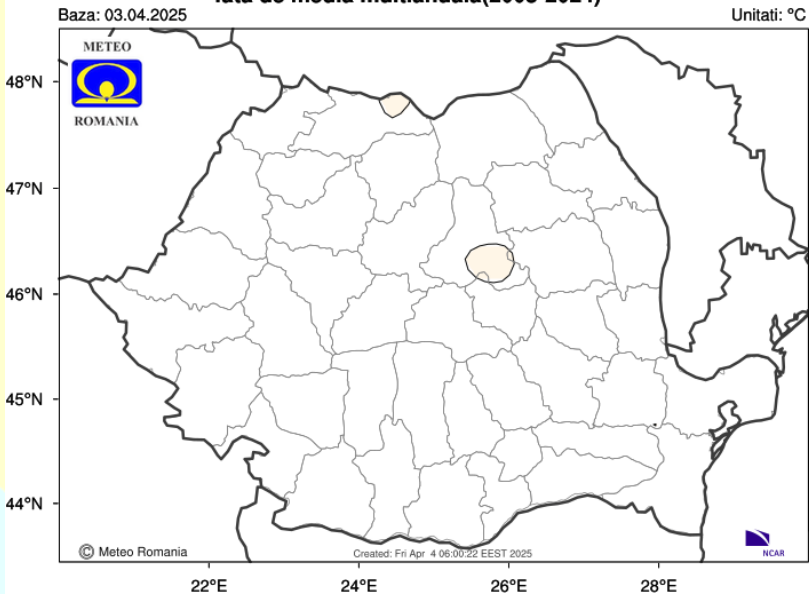 Baza: 03.04.2025
Unitati: °C
METEO
ROMANIA
48°N
47°N
46°N
45°N
44°N
© Meteo Romania
Created: Fri Apr 4 06:00:22 EEST 2025
NCAR
22°E
24°E
26°E
28°E